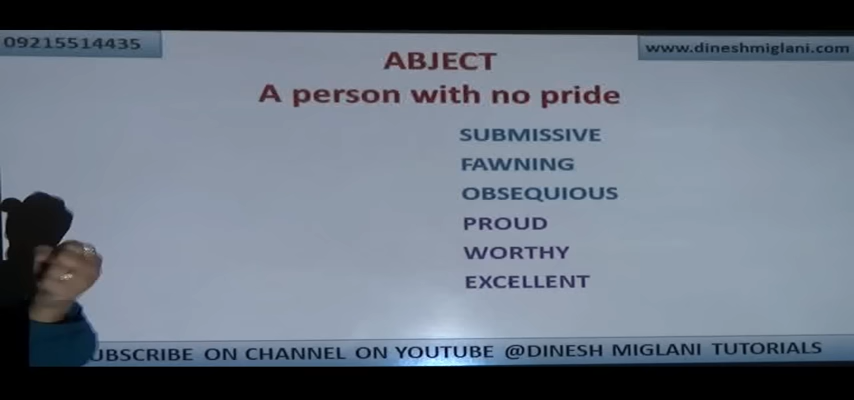 09215514435
www.dineshmiglani.com
ABJECT
A person with no pride
SUBMISSIVE
FAWNING
OBSEQUIOUS
PROUD
WORTHY
EXCELLENT
UBSCRIBE ON CHANNEL ON YOUTUBE @DINESH MIGLANI TUTORIALS